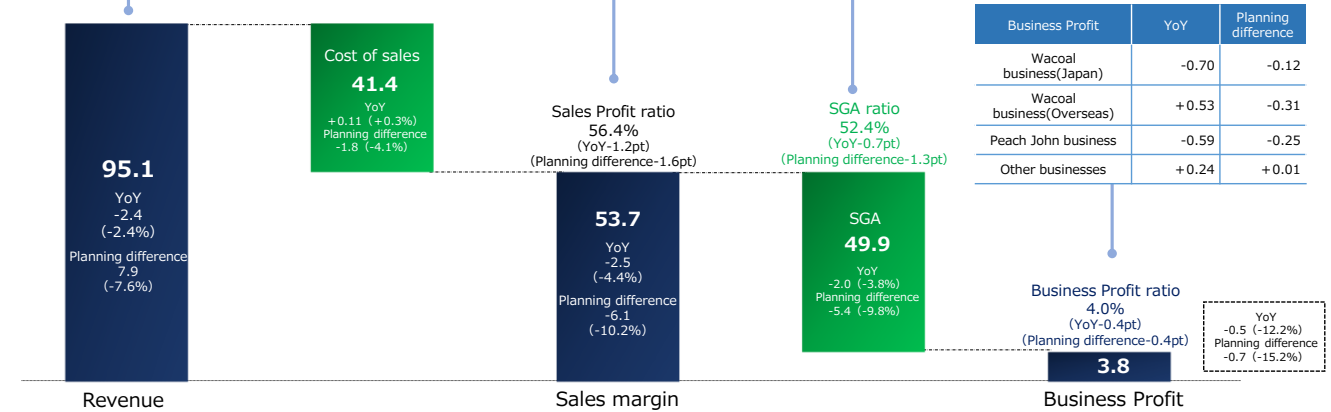 95.1
YoY
-2.4
(-2.4%)
Planning difference
7.9
(-7.6%)
Revenue
Cost of sales
41.4
YoY
+0.11 (+0.3%)
Planning difference
-1.8 (-4.1%)
Sales Profit ratio
56.4%
(YoY-1.2pt)
(Planning difference-1.6pt)
53.7
YoY
-2.5
(-4.4%)
Planning difference
-6.1
(-10.2%)
Sales margin
SGA ratio
52.4%
(YoY-0.7pt)
(Planning difference-1.3pt)
SGA
49.9
YoY
-2.0 (-3.8%)
Planning difference
-5.4 (-9.8%)
Business Profit YoY Planning
difference
Wacoal
business(Japan) -0.70 -0.12
Wacoal
business(Overseas) +0.53 -0.31
Peach John business -0.59 -0.25
Other businesses +0.24 +0.01
Business Profit ratio
4.0%
(YoY-0.4pt)
(Planning difference-0.4pt)
3.8
Business Profit
YoY
-0.5 (-12.2%)
Planning difference
-0.7 (-15.2%)